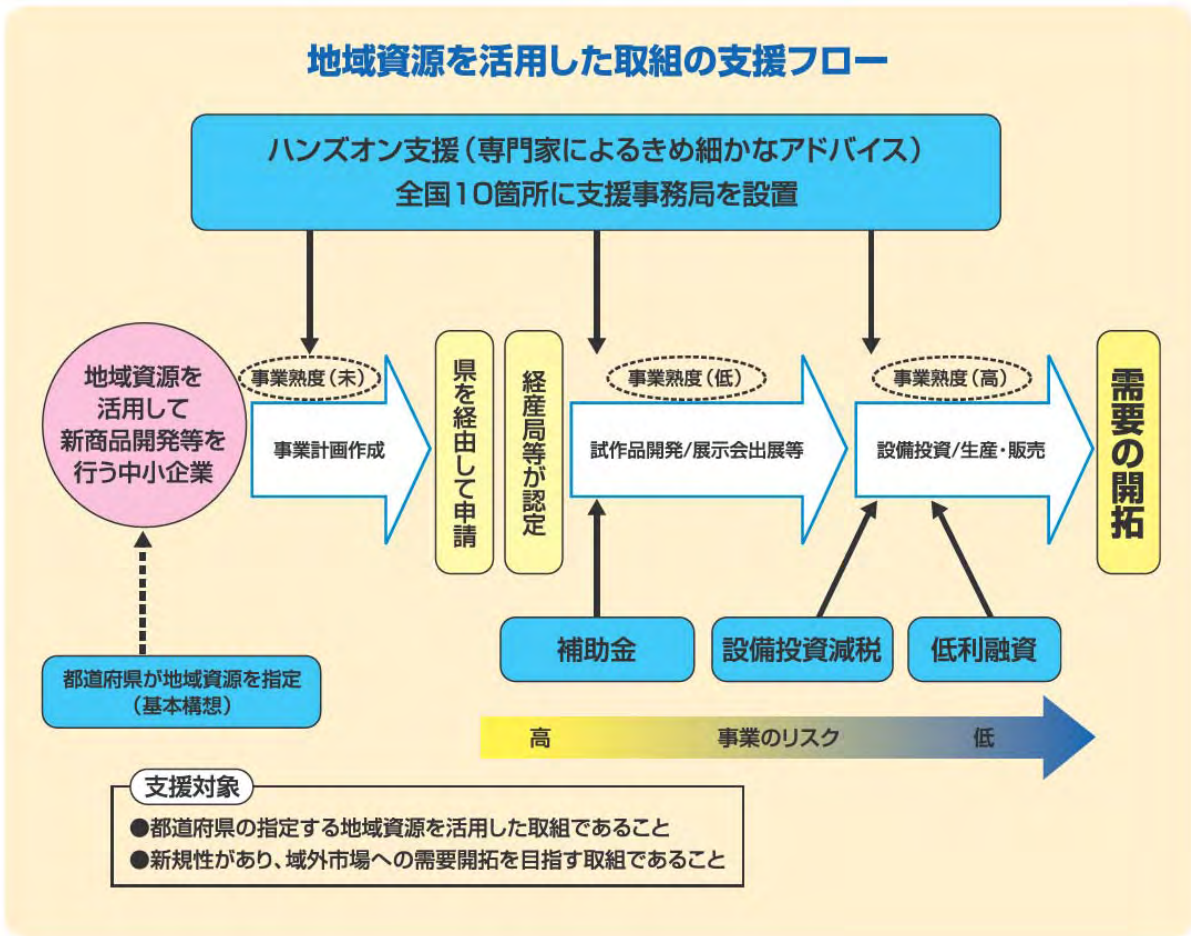 地域資源を活用した取組の支援フロー
ハンズオン支援（専門家によるきめ細かなアドバイス）
全国10箇所に支援事務局を設置
地域資源を
活用して
新商品開発等を
行う中小企業
事業熟度（未）
事業計画作成
県を経由して申請
経産局等が認定
事業熟度（低）
試作品開発/展示会出展等
事業熟度（高）
設備投資/生産・販売
需要の開拓
都道府県が地域資源を指定
（基本構想）
補助金
設備投資減税
低利融資
高　事業のリスク　低
支援対象
●都道府県の指定する地域資源を活用した取組であること
●新規性があり、域外市場への需要開拓を目指す取組であること